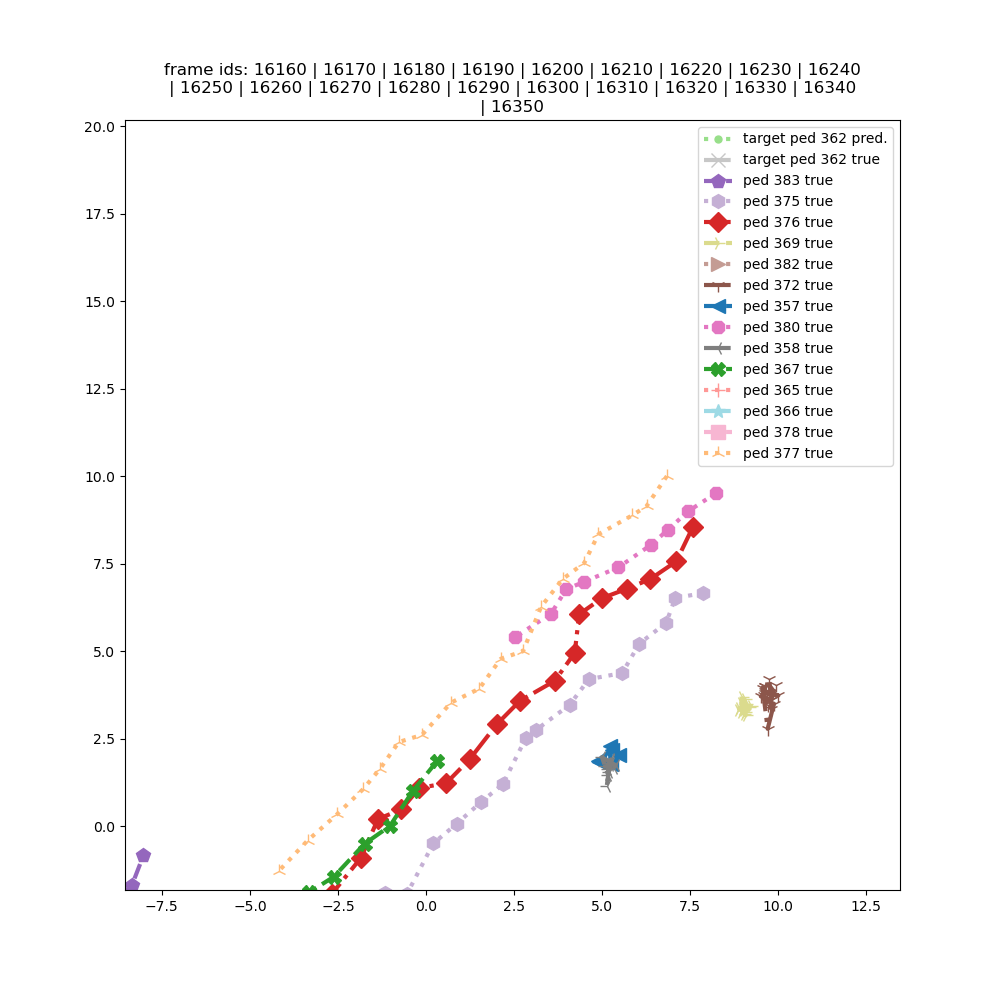 frame ids: 16160 | 16170 | 16180 | 16190 | 16200 | 16210 | 16220 | 16230 | 16240
| 16250 | 16260 | 16270 | 16280 | 16290 | 16300 | 16310 | 16320 | 16330 | 16340
| 16350
20.0
17.5
15.0
12.5
10.0
7.5
5.0
2.5
0.0
target ped 362 pred.
target ped 362 true
ped 383 true
ped 375 true
ped 376 true
ped 369 true
ped 382 true
ped 372 true
ped 357 true
ped 380 true
ped 358 true
ped 367 true
ped 365 true
ped 366 true
ped 378 true
ped 377 true
−7.5 −5.0 −2.5 0.0 2.5 5.0 7.5 10.0 12.5